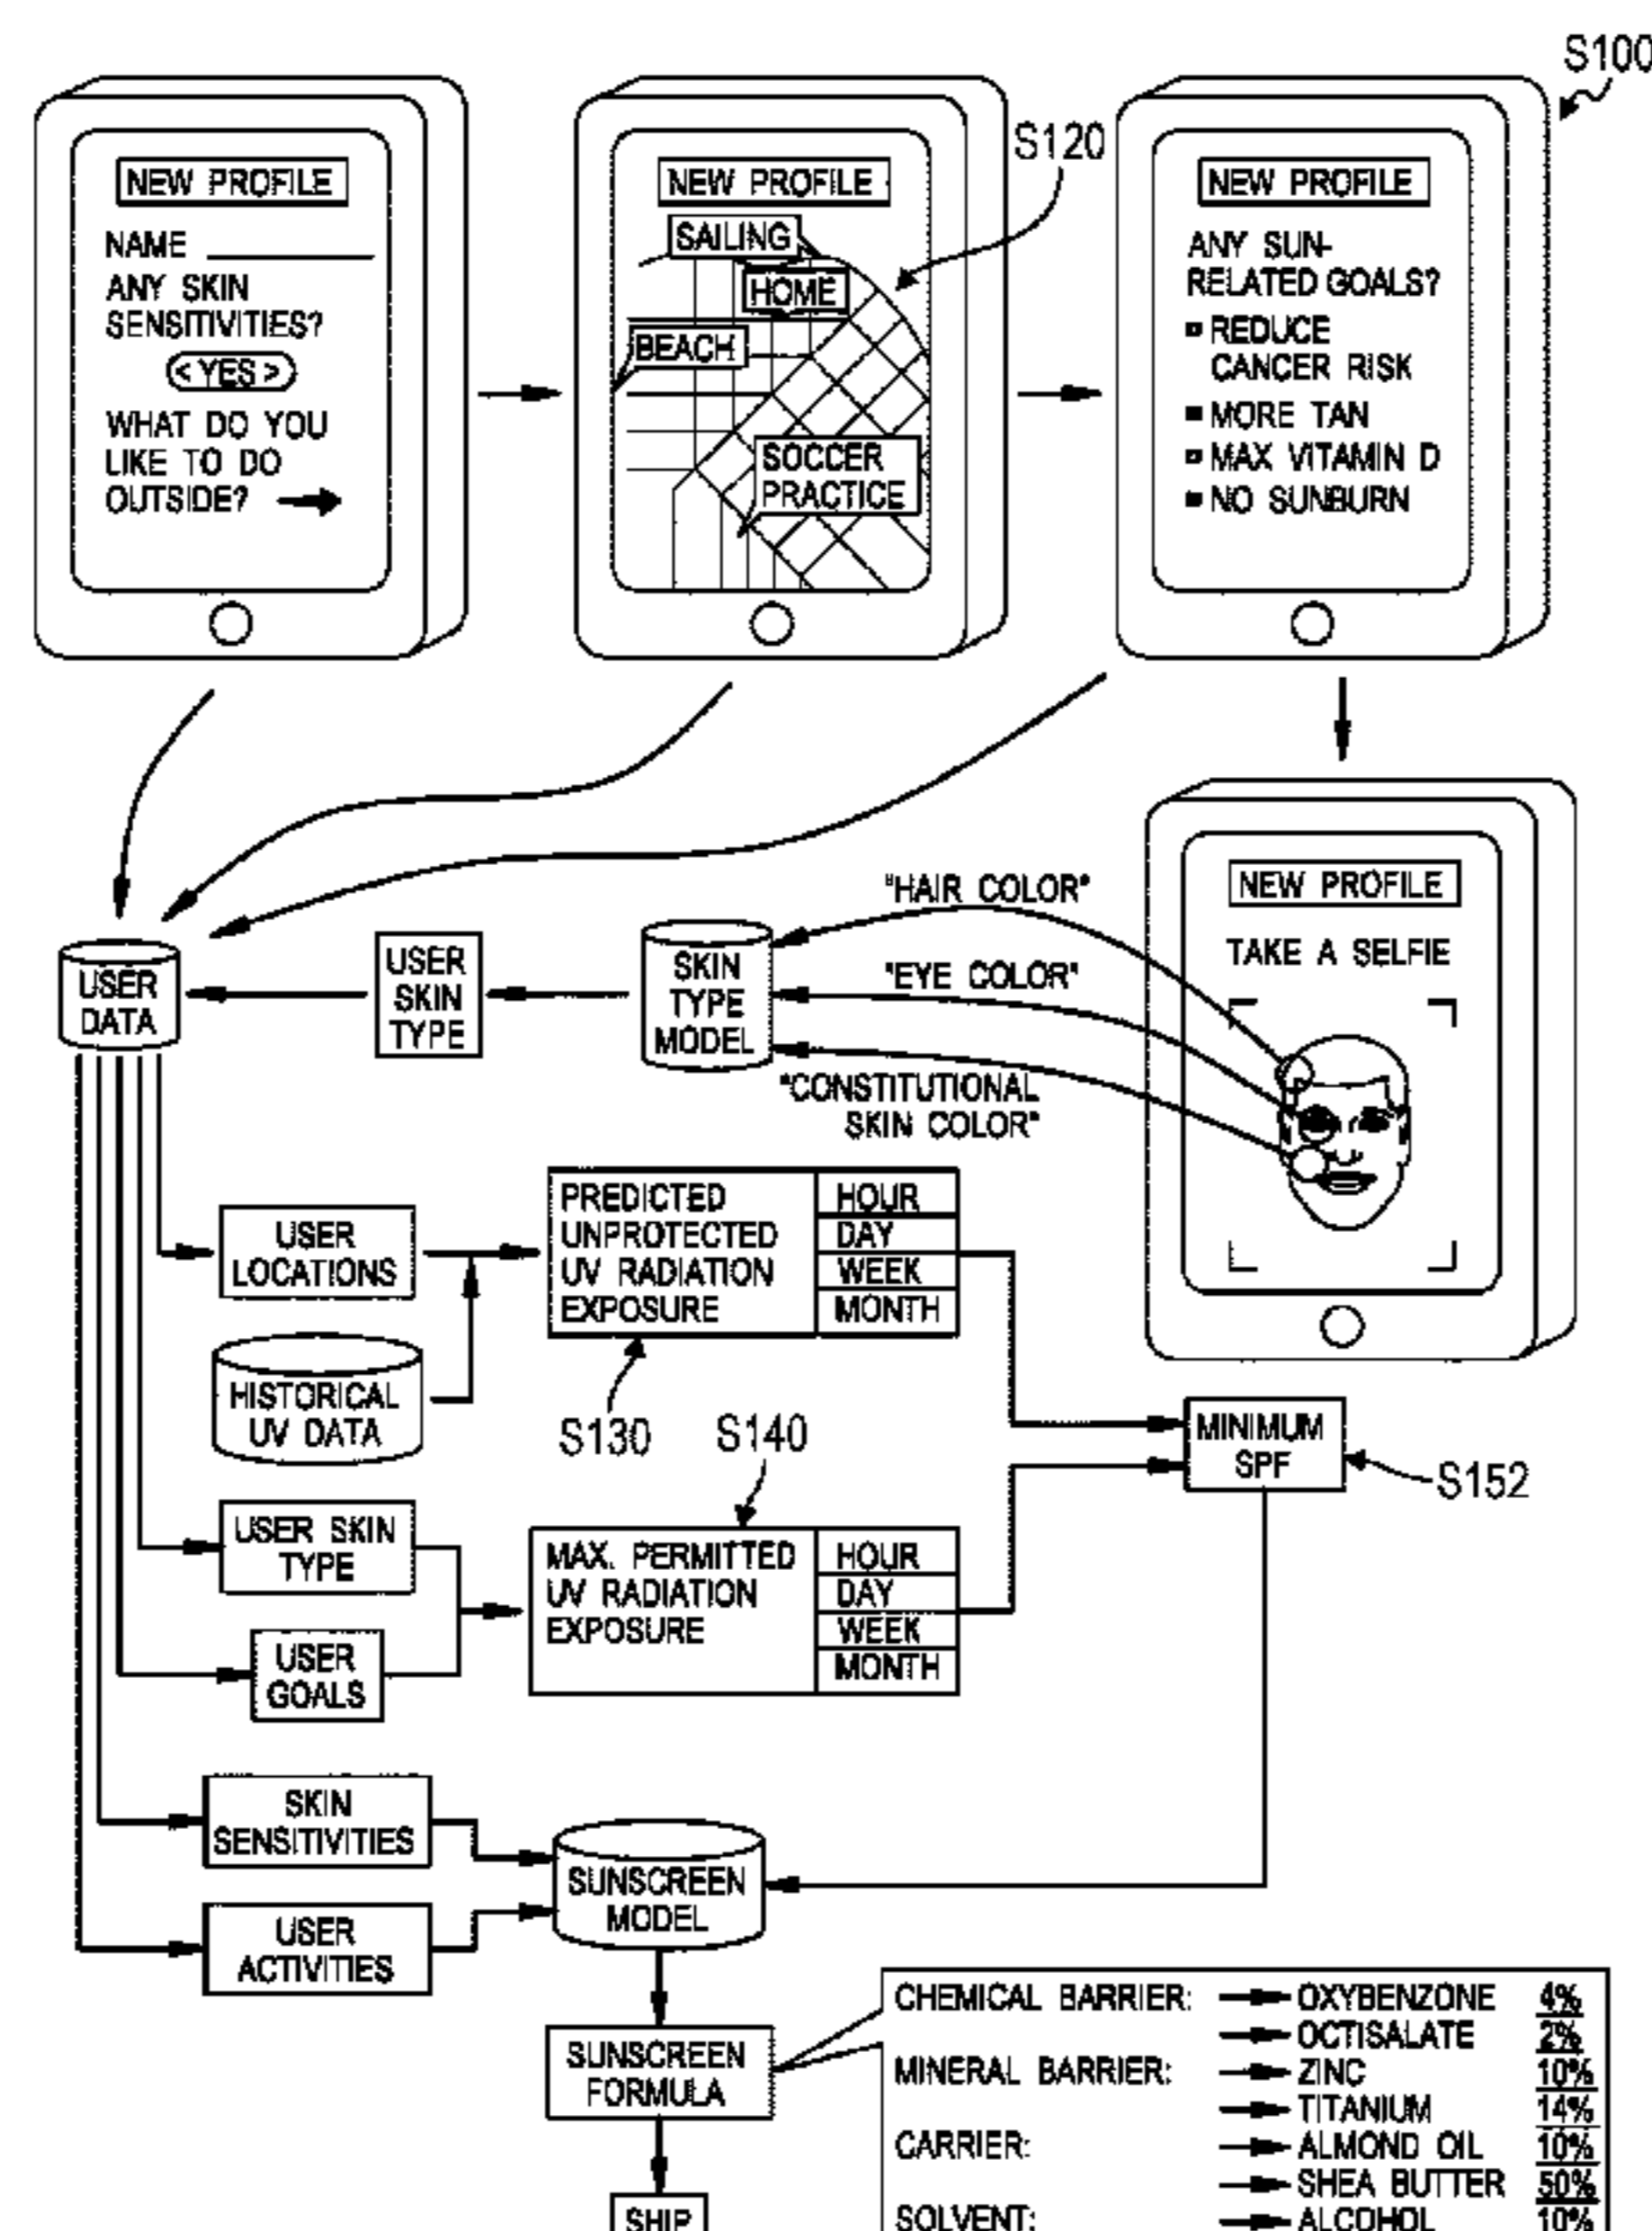 S100
NEW PROFILE
NAME
ANY SKIN
SENSITIVITIES?
< YES >
WHAT DO YOU
LIKE TO DO
OUTSIDE?
S120
NEW PROFILE
SAILING
HOME
BEACH
SOCCER
PRACTICE
NEW PROFILE
ANY SUN-
RELATED GOALS?
REDUCE
CANCER RISK
MORE TAN
MAX VITAMIN D
NO SUNBURN
NEW PROFILE
TAKE A SELFIE
"HAIR COLOR"
"EYE COLOR"
"CONSTITUTIONAL
SKIN COLOR"
USER
DATA
USER
SKIN
TYPE
SKIN
TYPE
MODEL
USER
LOCATIONS
HISTORICAL
UV DATA
PREDICTED
UNPROTECTED
UV RADIATION
EXPOSURE
HOUR
DAY
WEEK
MONTH
S130
S140
MINIMUM
SPF
S152
USER SKIN
TYPE
USER
GOALS
MAX. PERMITTED
UV RADIATION
EXPOSURE
HOUR
DAY
WEEK
MONTH
SKIN
SENSITIVITIES
USER
ACTIVITIES
SUNSCREEN
MODEL
SUNSCREEN
FORMULA
SHIP
CHEMICAL BARRIER: OXYBENZONE 4%
OCTISALATE 2%
MINERAL BARRIER: ZINC 10%
TITANIUM 14%
CARRIER: ALMOND OIL 10%
SHEA BUTTER 50%
SOLVENT: ALCOHOL 10%